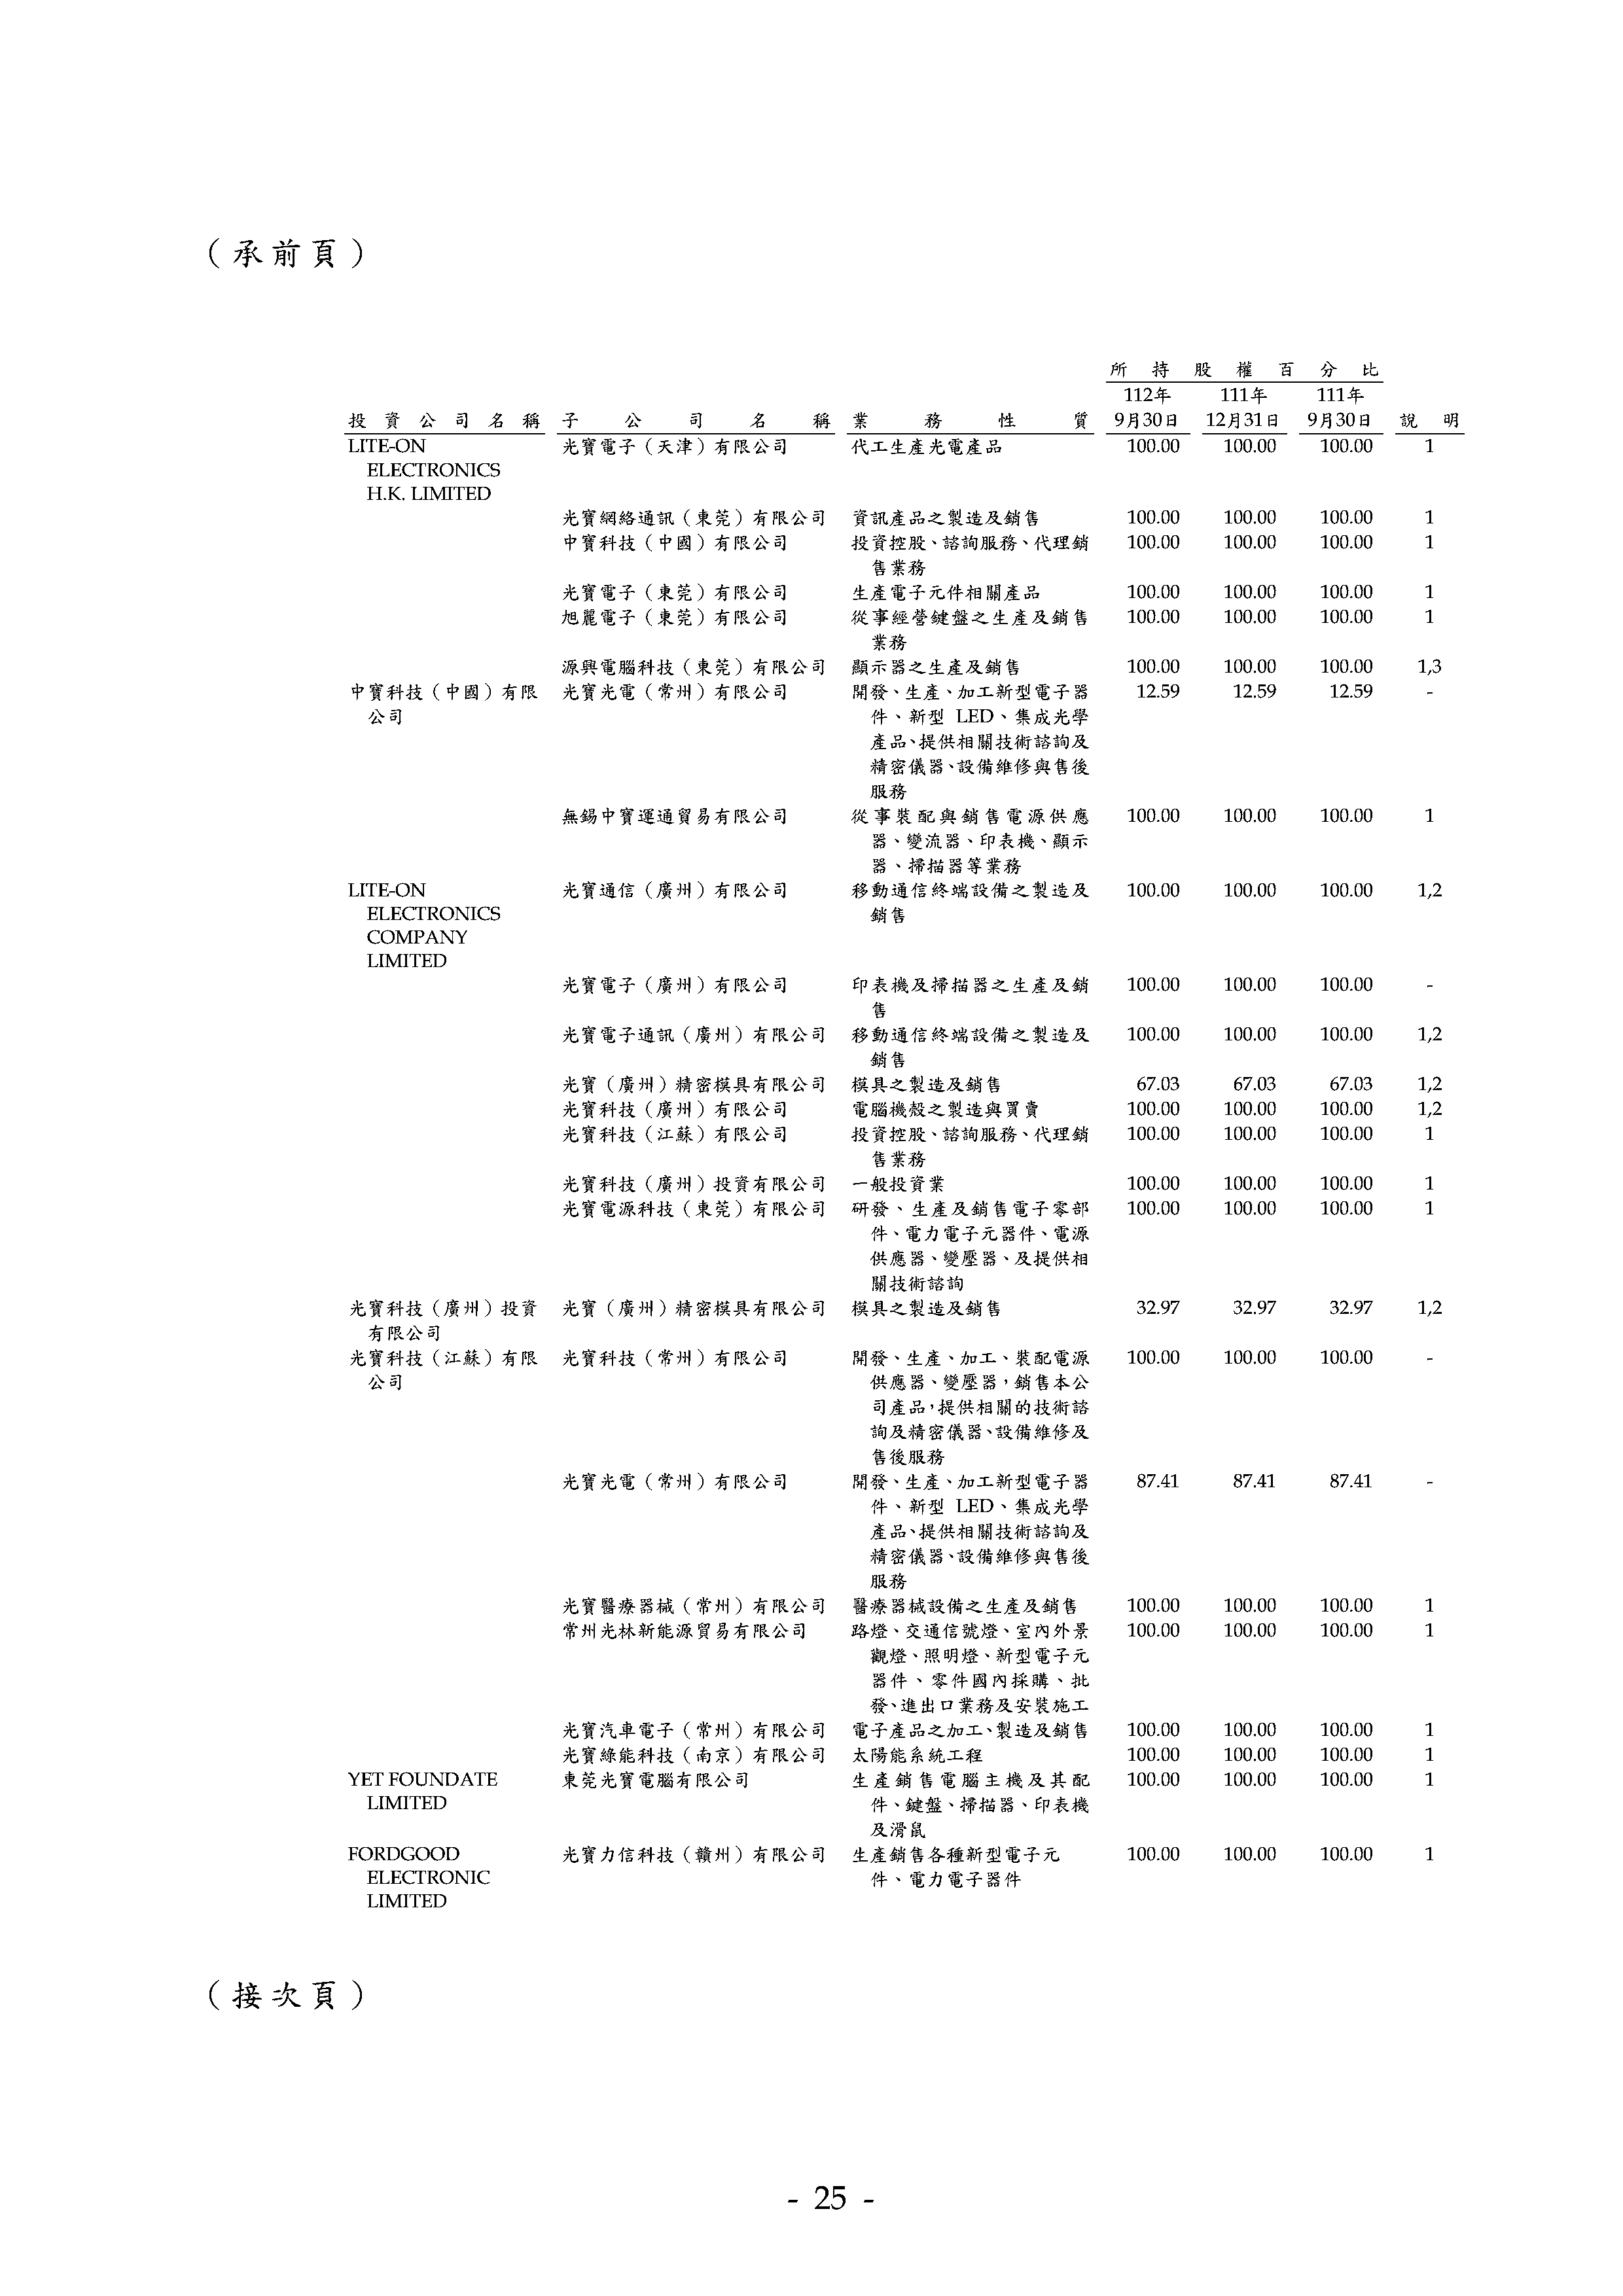 （承前頁）
所持股權百分比
112年 111年 111年
投資公司名稱 子公司名稱 業務性質 9月30日 12月31日 9月30日 說明
LITE-ON 光寶電子（天津）有限公司 代工生產光電產品 100.00 100.00 100.00 1
ELECTRONICS
H.K. LIMITED
光寶網絡通訊（東莞）有限公司 資訊產品之製造及銷售 100.00 100.00 100.00 1
中寶科技（中國）有限公司 投資控股、諮詢服務、代理銷 100.00 100.00 100.00 1
售業務
光寶電子（東莞）有限公司 生產電子元件相關產品 100.00 100.00 100.00 1
旭麗電子（東莞）有限公司 從事經營鍵盤之生產及銷售 100.00 100.00 100.00 1
業務
源興電腦科技（東莞）有限公司 顯示器之生產及銷售 100.00 100.00 100.00 1,3
中寶科技（中國）有限 光寶光電（常州）有限公司 開發、生產、加工新型電子器 12.59 12.59 12.59 -
公司 件、新型 LED、集成光學
產品、提供相關技術諮詢及
精密儀器、設備維修與售後
服務
無錫中寶運通貿易有限公司 從事裝配與銷售電源供應 100.00 100.00 100.00 1
器、變流器、印表機、顯示
器、掃描器等業務
LITE-ON 光寶通信（廣州）有限公司 移動通信終端設備之製造及 100.00 100.00 100.00 1,2
ELECTRONICS 銷售
COMPANY
LIMITED
光寶電子（廣州）有限公司 印表機及掃描器之生產及銷 100.00 100.00 100.00 -
售
光寶電子通訊（廣州）有限公司 移動通信終端設備之製造及 100.00 100.00 100.00 1,2
銷售
光寶（廣州）精密模具有限公司 模具之製造及銷售 67.03 67.03 67.03 1,2
光寶科技（廣州）有限公司 電腦機殼之製造與買賣 100.00 100.00 100.00 1,2
光寶科技（江蘇）有限公司 投資控股、諮詢服務、代理銷 100.00 100.00 100.00 1
售業務
光寶科技（廣州）投資有限公司 一般投資業 100.00 100.00 100.00 1
光寶電源科技（東莞）有限公司 研發、生產及銷售電子零部 100.00 100.00 100.00 1
件、電力電子元器件、電源
供應器、變壓器、及提供相
關技術諮詢
光寶科技（廣州）投資 光寶（廣州）精密模具有限公司 模具之製造及銷售 32.97 32.97 32.97 1,2
有限公司
光寶科技（江蘇）有限 光寶科技（常州）有限公司 開發、生產、加工、裝配電源 100.00 100.00 100.00 -
公司 供應器、變壓器，銷售本公
司產品，提供相關的技術諮
詢及精密儀器、設備維修及
售後服務
光寶光電（常州）有限公司 開發、生產、加工新型電子器 87.41 87.41 87.41 -
件、新型 LED、集成光學
產品、提供相關技術諮詢及
精密儀器、設備維修與售後
服務
光寶醫療器械（常州）有限公司 醫療器械設備之生產及銷售 100.00 100.00 100.00 1
常州光林新能源貿易有限公司 路燈、交通信號燈、室內外景 100.00 100.00 100.00 1
觀燈、照明燈、新型電子元
器件、零件國內採購、批
發、進出口業務及安裝施工
光寶汽車電子（常州）有限公司 電子產品之加工、製造及銷售 100.00 100.00 100.00 1
光寶綠能科技（南京）有限公司 太陽能系統工程 100.00 100.00 100.00 1
YET FOUNDATE 東莞光寶電腦有限公司 生產銷售電腦主機及其配 100.00 100.00 100.00 1
LIMITED 件、鍵盤、掃描器、印表機
及滑鼠
FORDGOOD 光寶力信科技（贛州）有限公司 生產銷售各種新型電子元 100.00 100.00 100.00 1
ELECTRONIC 件、電力電子器件
LIMITED
（接次頁）
- 25 -